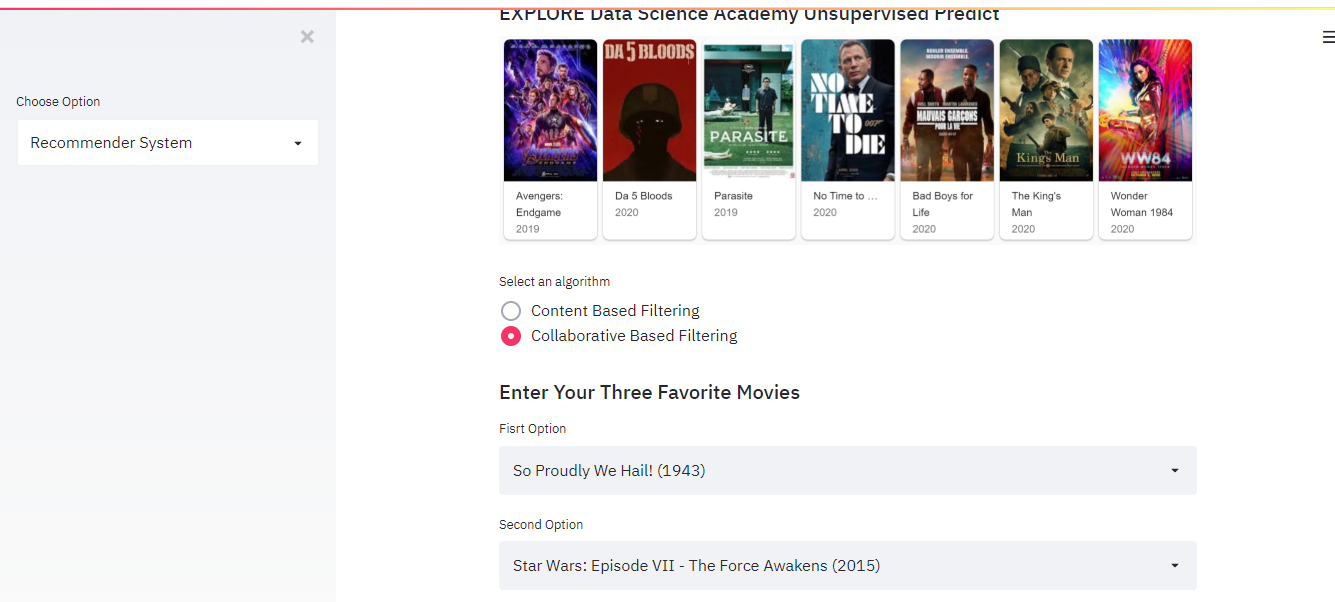 EXPLORE Data Science Academy Unsupervised Predict
Choose Option
Recommender System
DA 5 BLOODS
PARASITE
NO
TIME
TO
DIE
007
MAUVAIS GARÇONS
POUR LA VIE
The
King's Man
WW84
Avengers:
Endgame
2019
Da 5 Bloods
2020
Parasite
2019
No Time to ...
2020
Bad Boys for
Life
2020
The King's
Man
2020
Wonder
Woman 1984
2020
Select an algorithm
Content Based Filtering
Collaborative Based Filtering
Enter Your Three Favorite Movies
Fisrt Option
So Proudly We Hail! (1943)
Second Option
Star Wars: Episode VII - The Force Awakens (2015)